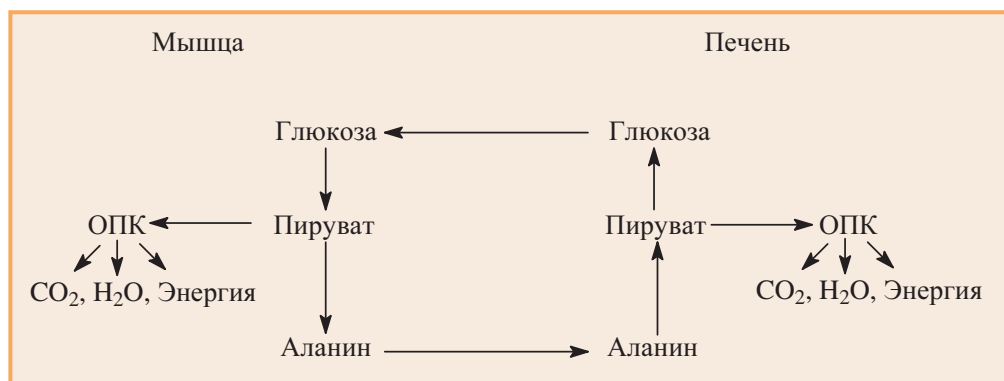 Мышца Печень
Глюкоза Глюкоза
ОПК Пируват Пируват ОПК
CO₂, H₂O, Энергия CO₂, H₂O, Энергия
Аланин Аланин